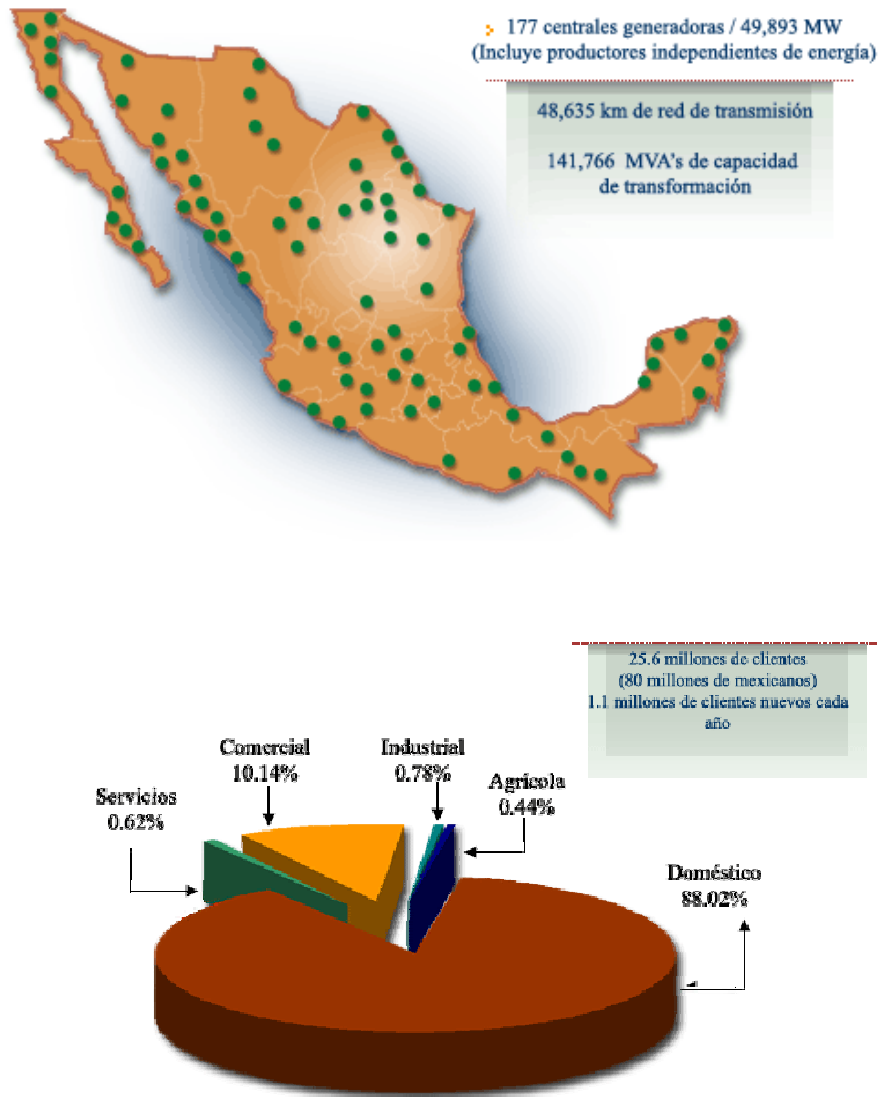 177 centrales generadoras / 49,893 MW
(Incluye productores independientes de energía)
48,635 km de red de transmisión
141,766 MVA's de capacidad
de transformación
25.6 millones de clientes
(80 millones de mexicanos)
1.1 millones de clientes nuevos cada
año
Comercial
10.14%
Industrial
0.78%
Agrícola
0.44%
Servicios
0.62%
Doméstico
88.02%